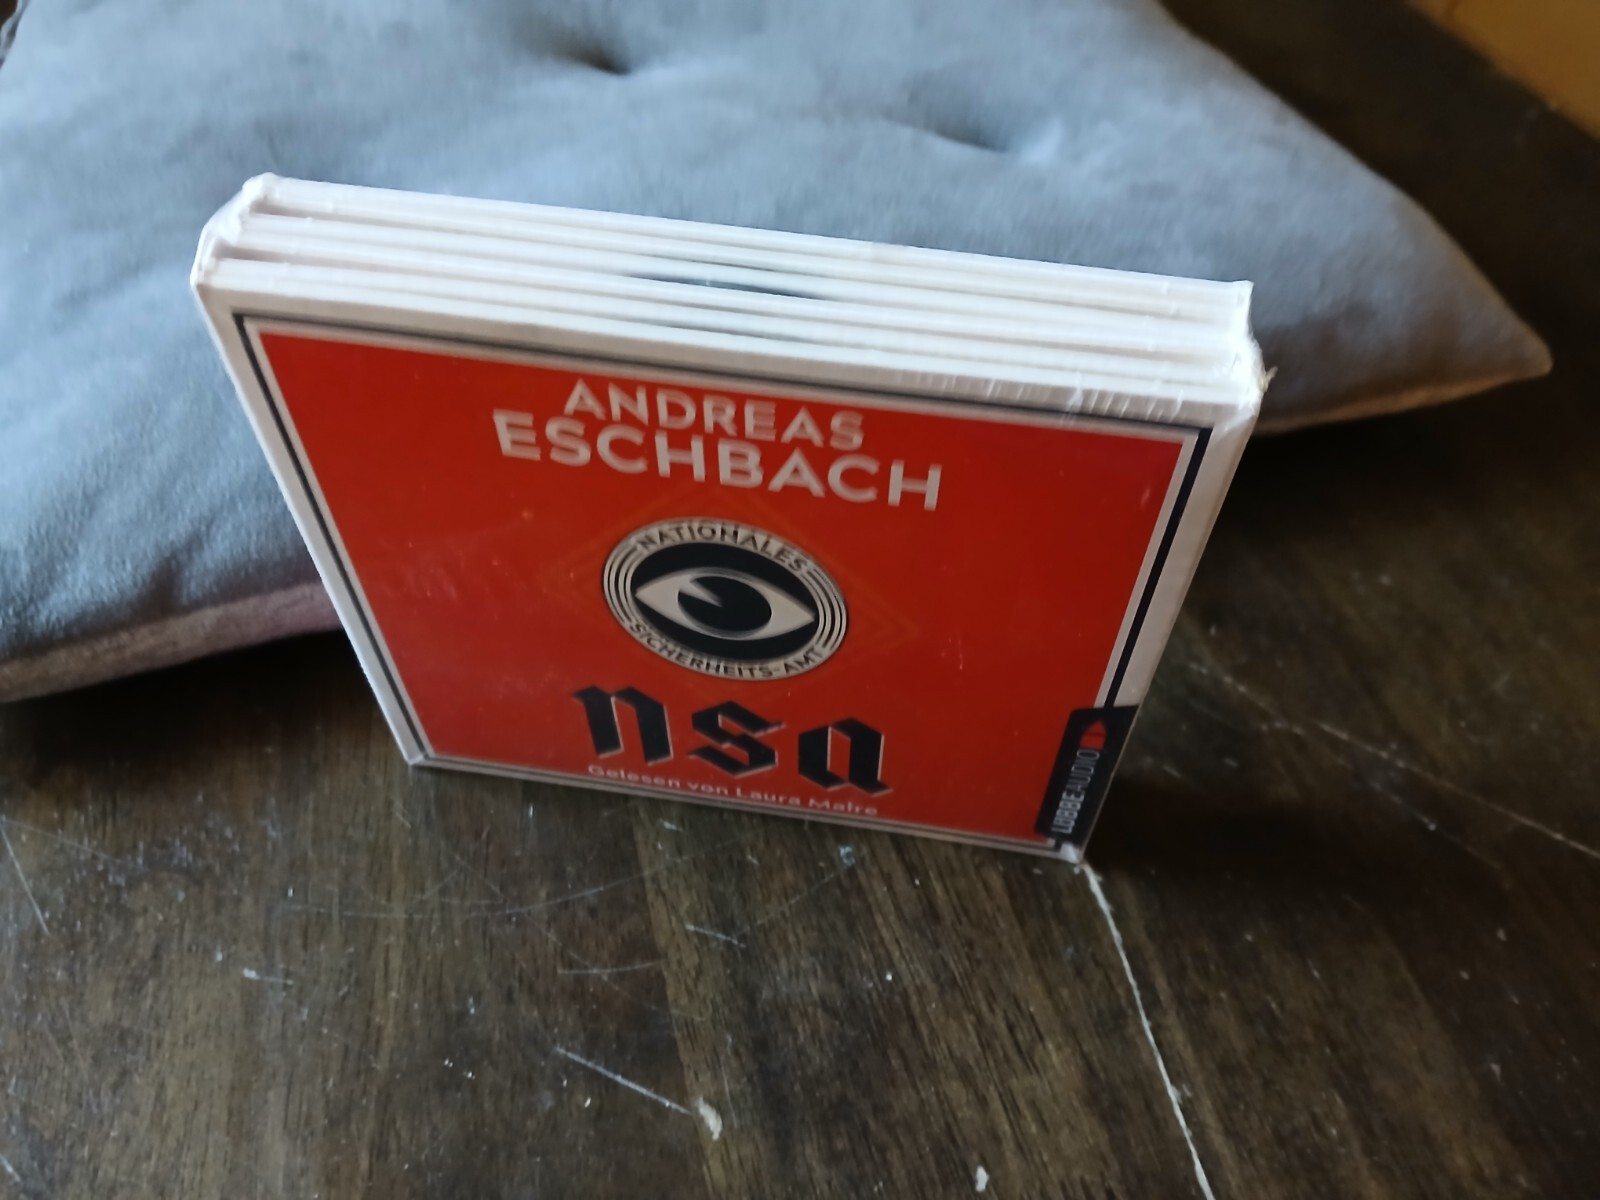 ANDREAS
ESCHBACH
NATIONALES
SICHERHEITS-AMT
nsa
Gelesen von Laura Maire
LÜBBE AUDIO